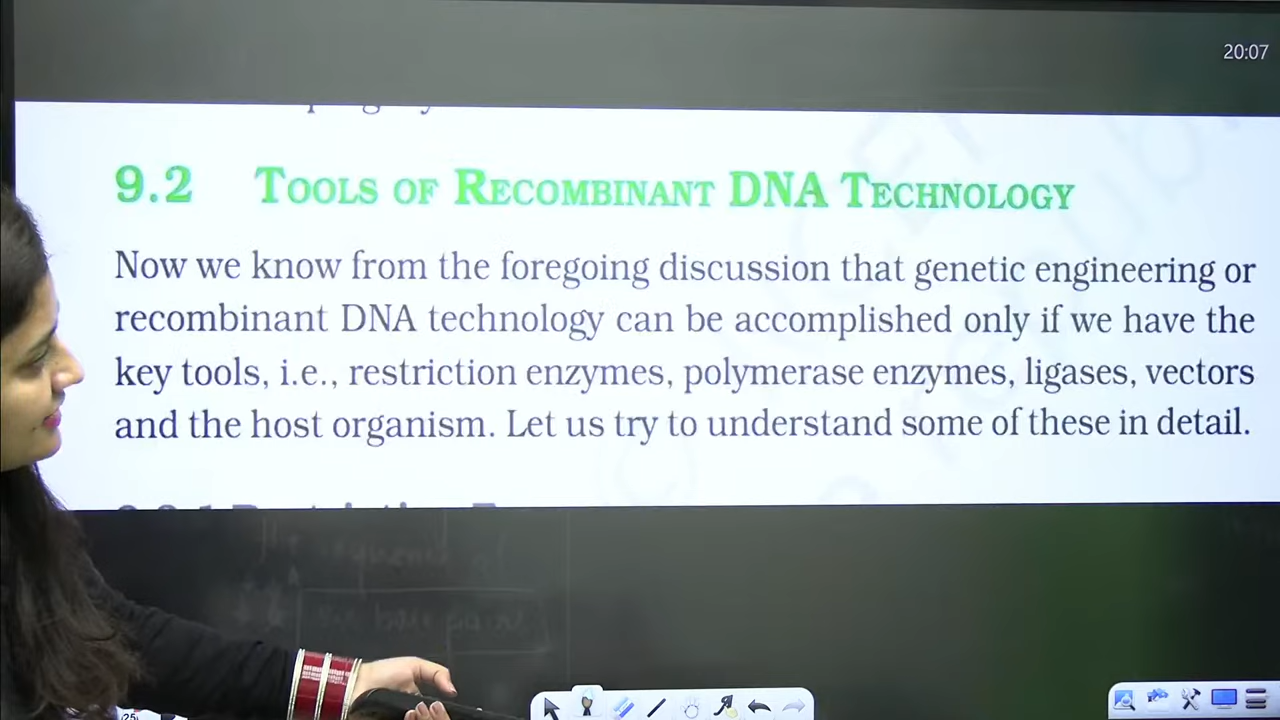 20:07
9.2 TOOLS OF RECOMBINANT DNA TECHNOLOGY
Now we know from the foregoing discussion that genetic engineering or
recombinant DNA technology can be accomplished only if we have the
key tools, i.e., restriction enzymes, polymerase enzymes, ligases, vectors
and the host organism. Let us try to understand some of these in detail.